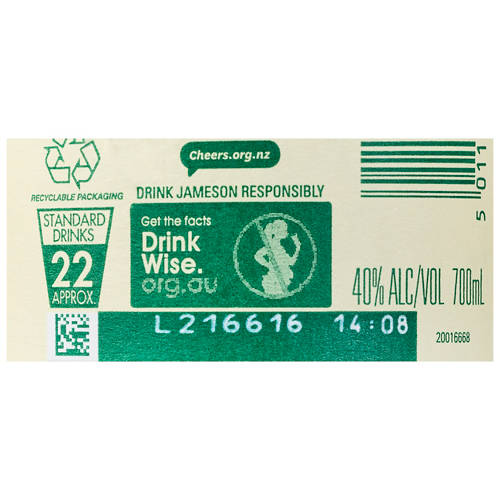 Cheers.org.nz
RECYCLABLE PACKAGING
DRINK JAMESON RESPONSIBLY
STANDARD
DRINKS
22
APPROX.
Get the facts
Drink
Wise.
org.au
5 011
40% ALC/VOL 700mL
L216616 14:08
20016668